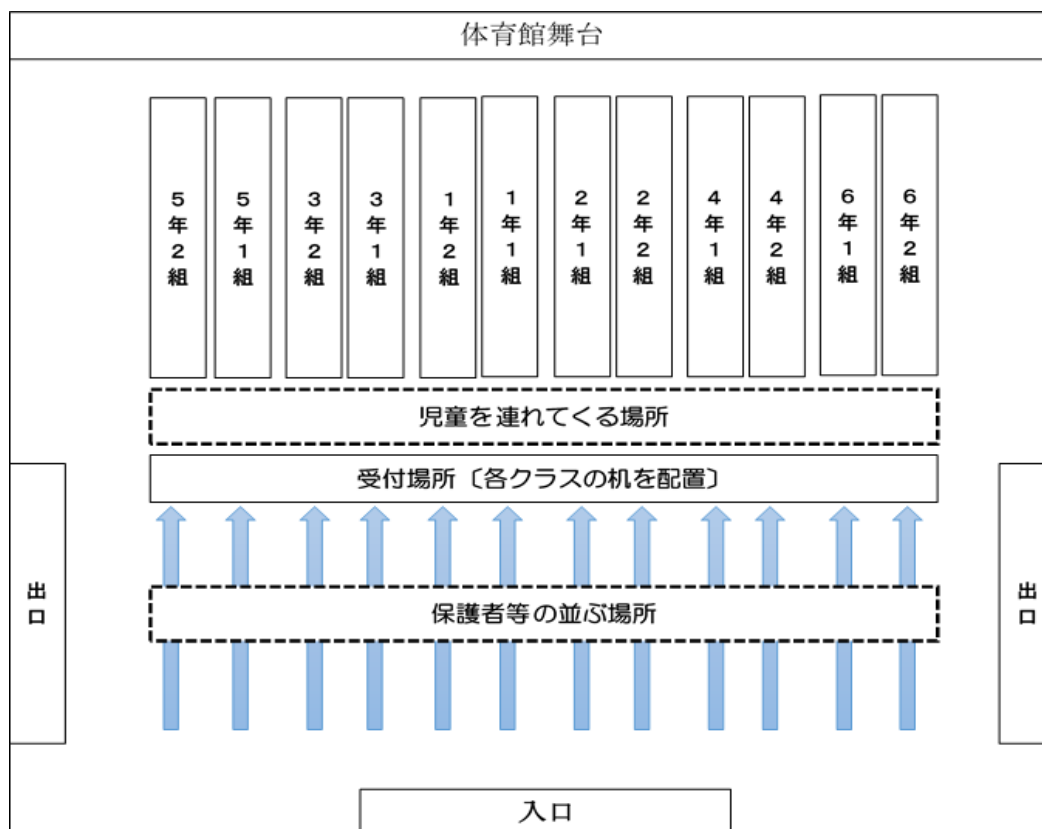 体育館舞台
5年2組
5年1組
3年2組
3年1組
1年2組
1年1組
2年1組
2年2組
4年1組
4年2組
6年1組
6年2組
児童を連れてくる場所
受付場所〔各クラスの机を配置〕
出口
出口
保護者等の並ぶ場所
入口